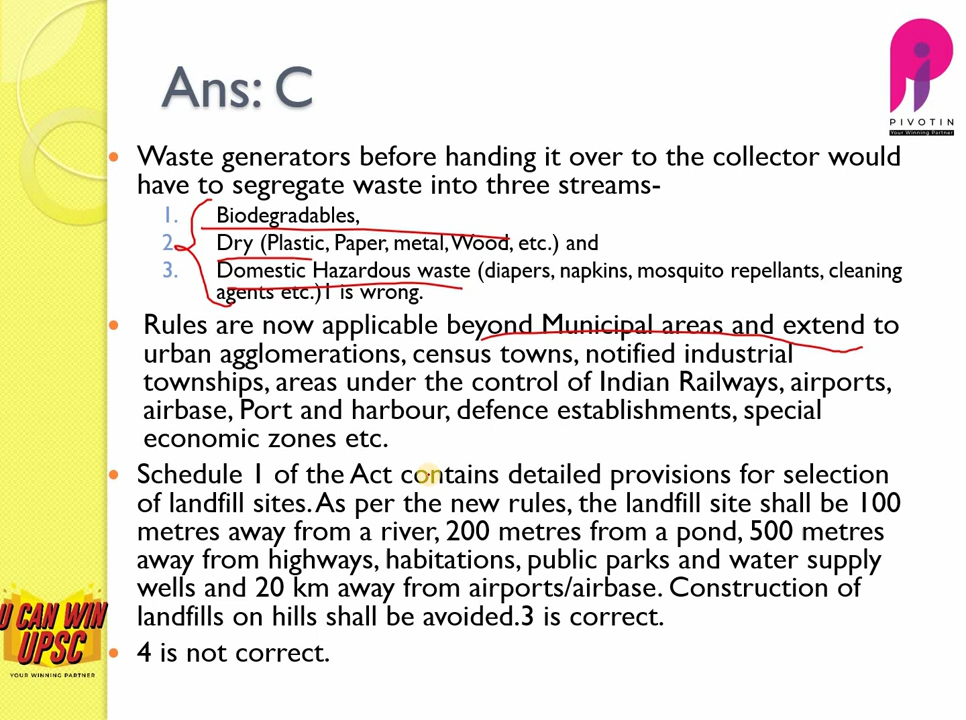 Ans: C
PIVOTIN
Your Winning Partner
Waste generators before handing it over to the collector would
have to segregate waste into three streams-
1. Biodegradables,
2. Dry (Plastic, Paper, metal, Wood, etc.) and
3. Domestic Hazardous waste (diapers, napkins, mosquito repellants, cleaning
agents etc.)1 is wrong.
Rules are now applicable beyond Municipal areas and extend to
urban agglomerations, census towns, notified industrial
townships, areas under the control of Indian Railways, airports,
airbase, Port and harbour, defence establishments, special
economic zones etc.
Schedule 1 of the Act contains detailed provisions for selection
of landfill sites. As per the new rules, the landfill site shall be 100
metres away from a river, 200 metres from a pond, 500 metres
away from highways, habitations, public parks and water supply
wells and 20 km away from airports/airbase. Construction of
landfills on hills shall be avoided.3 is correct.
4 is not correct.
U CAN WIN
UPSC
YOUR WINNING PARTNER